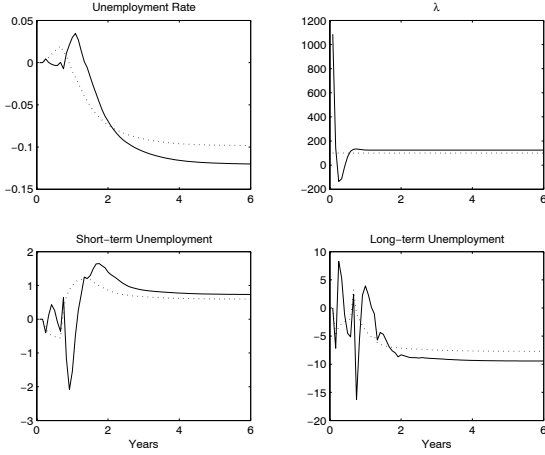 Unemployment Rate
0.05
0
−0.05
−0.1
−0.15
0 2 4 6
λ
1200
1000
800
600
400
200
0
−200
0 2 4 6
Short−term Unemployment
2
1
0
−1
−2
−3
0 2 4 6
Years
Long−term Unemployment
10
5
0
−5
−10
−15
−20
0 2 4 6
Years